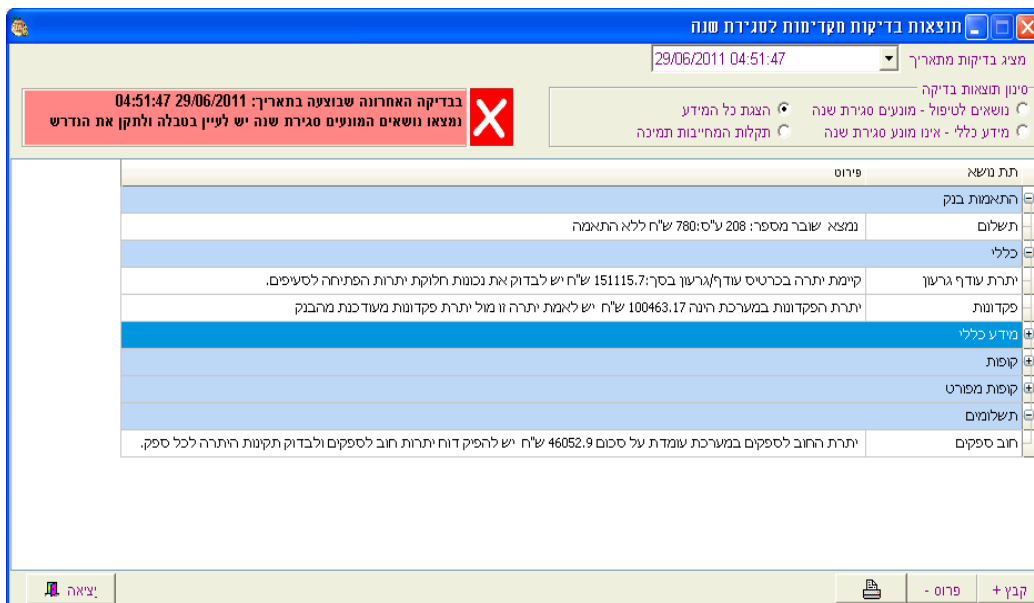 תוצאות בדיקות מקדימות לסגירת שנה
מציג בדיקות מתאריך 29/06/2011 04:51:47
סינון תוצאות בדיקה
נושאים לטיפול - מונעים סגירת שנה
הצגת כל המידע
מידע כללי - אינו מונע סגירת שנה
תקלות המחייבות תמיכה
בבדיקה האחרונה שבוצעה בתאריך: 29/06/2011 04:51:47
נמצאו נושאים המונעים סגירת שנה יש לעיין בטבלה ולתקן את הנדרש
תת נושא פירוט
התאמות בנק
תשלום נמצא שובר מספר: 208 ע"ס:780 ש"ח ללא התאמה
כללי
יתרת עודף גרעון קיימת יתרה בכרטיס עודף/גרעון בסך:151115.7 ש"ח יש לבדוק את נכונות חלוקת יתרות הפתיחה לסעיפים.
פקדונות יתרת הפקדונות במערכת הינה 100463.17 ש"ח יש לאמת יתרה זו מול יתרת פקדונות מעודכנת מהבנק
מידע כללי
קופות
קופות מפורט
תשלומים
חוב ספקים יתרת החוב לספקים במערכת עומדת על סכום 46052.9 ש"ח יש להפיק דוח יתרות חוב לספקים ולבדוק תקינות היתרה לכל ספק.
קבץ + פרוס - יציאה